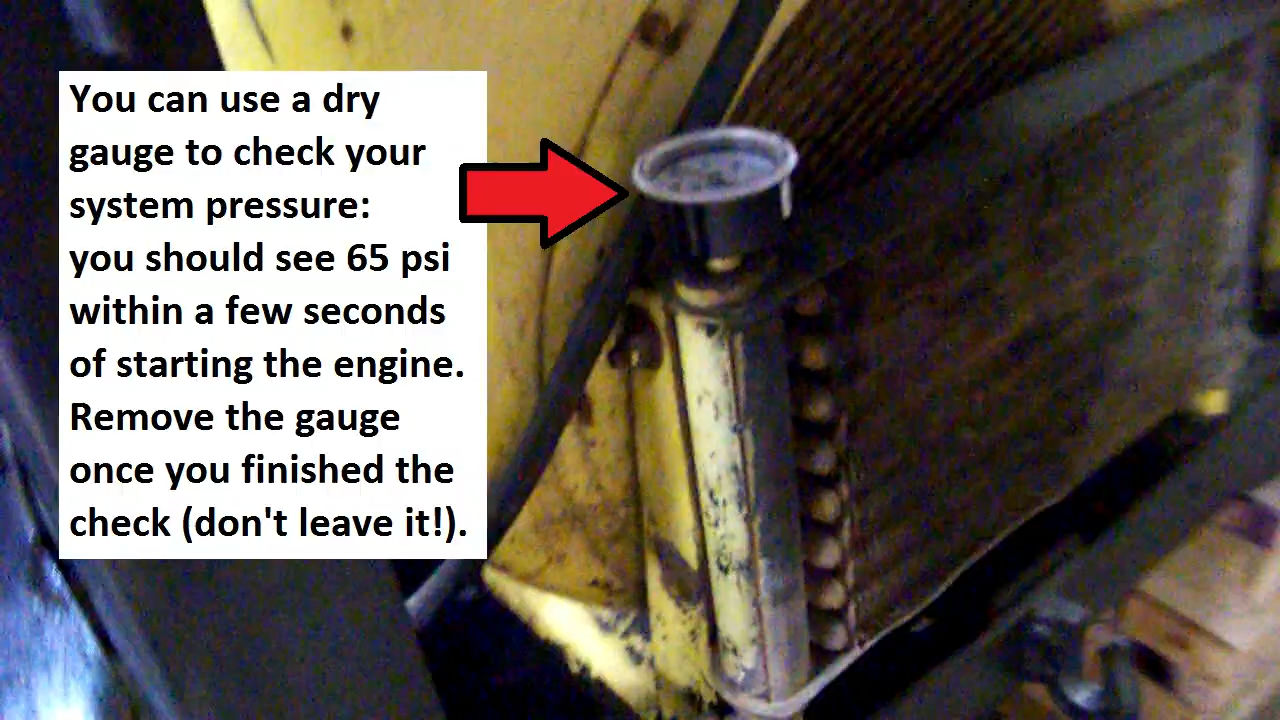 You can use a dry
gauge to check your
system pressure:
you should see 65 psi
within a few seconds
of starting the engine.
Remove the gauge
once you finished the
check (don't leave it!).